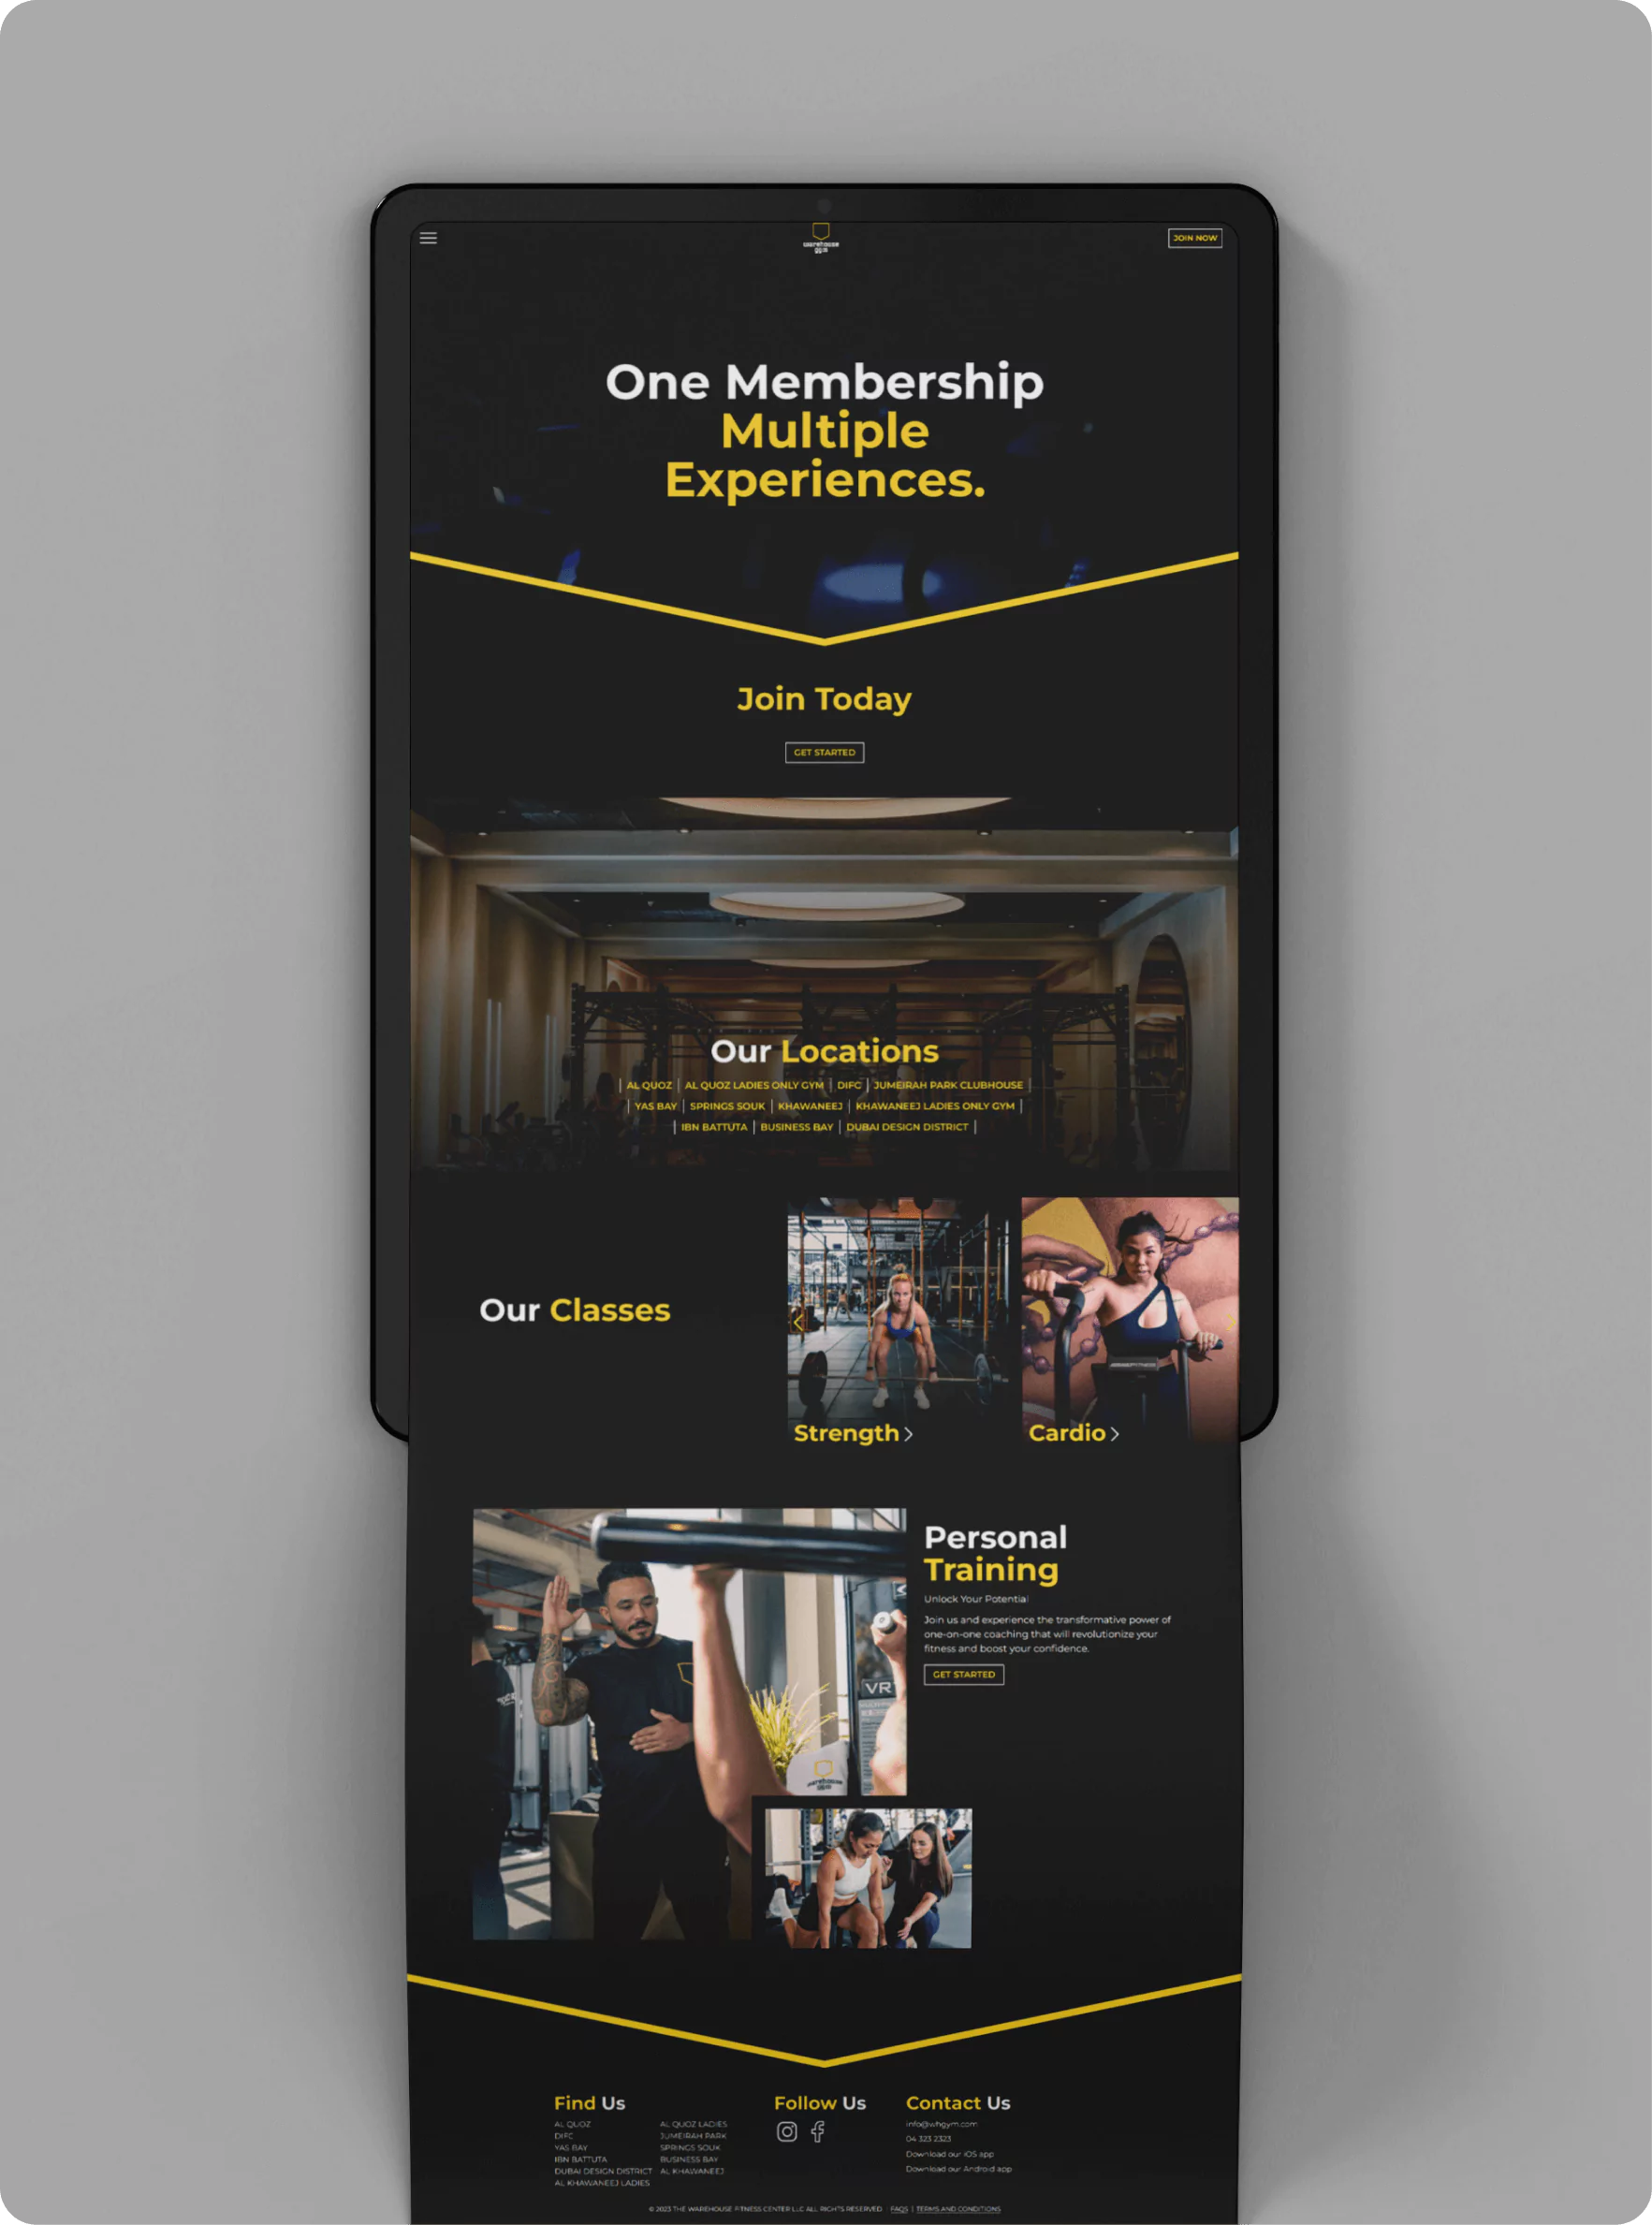 warehouse
gym
JOIN NOW
One Membership
Multiple
Experiences.
Join Today
GET STARTED
Our Locations
| AL QUOZ | AL QUOZ LADIES ONLY GYM | DIFC | JUMEIRAH PARK CLUBHOUSE |
| YAS BAY | SPRINGS SOUK | KHAWANEEJ | KHAWANEEJ LADIES ONLY GYM |
| IBN BATTUTA | BUSINESS BAY | DUBAI DESIGN DISTRICT |
Our Classes
Strength
Cardio
Personal
Training
Unlock Your Potential
Join us and experience the transformative power of
one-on-one coaching that will revolutionize your
fitness and boost your confidence.
GET STARTED
VR
warehouse
gym
Find Us
AL QUOZ
DIFC
YAS BAY
IBN BATTUTA
DUBAI DESIGN DISTRICT
AL KHAWANEEJ LADIES
AL QUOZ LADIES
JUMEIRAH PARK
SPRINGS SOUK
BUSINESS BAY
AL KHAWANEEJ
Follow Us
Contact Us
info@whgym.com
04 323 2323
Download our iOS app
Download our Android app
© 2023 THE WAREHOUSE FITNESS CENTER LLC ALL RIGHTS RESERVED FAQS | TERMS AND CONDITIONS